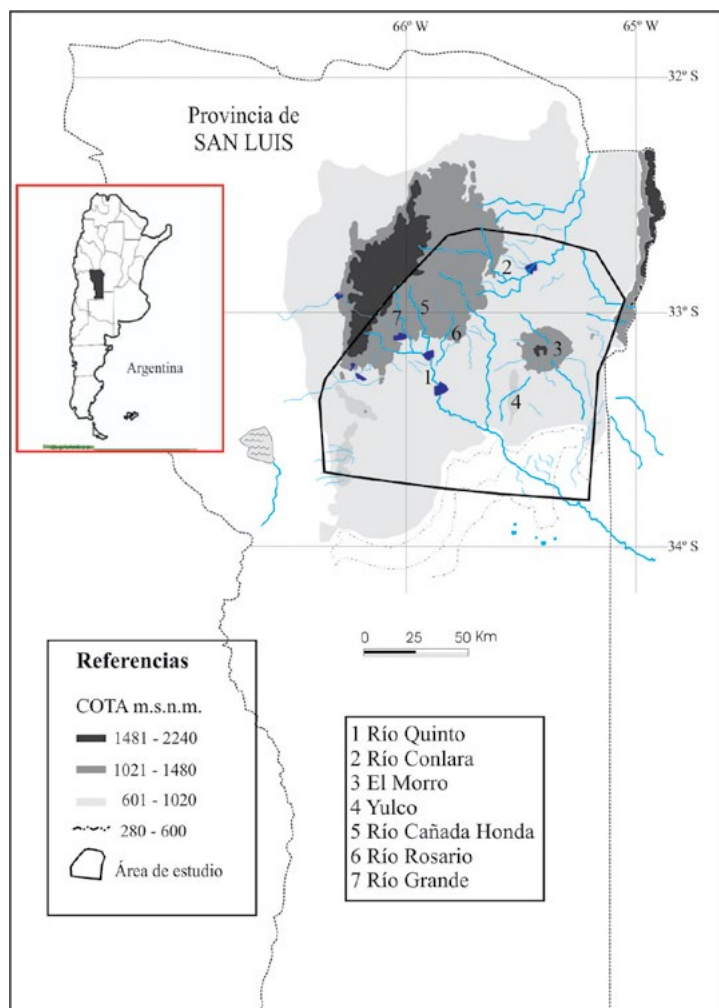 66º W
65º W
32º S
Provincia de
SAN LUIS
Argentina
33º S
2
7
5
6
3
1
4
34º S
0 25 50 Km
Referencias
COTA m.s.n.m.
1481 - 2240
1021 - 1480
601 - 1020
280 - 600
Área de estudio
1 Río Quinto
2 Río Conlara
3 El Morro
4 Yulco
5 Río Cañada Honda
6 Río Rosario
7 Río Grande